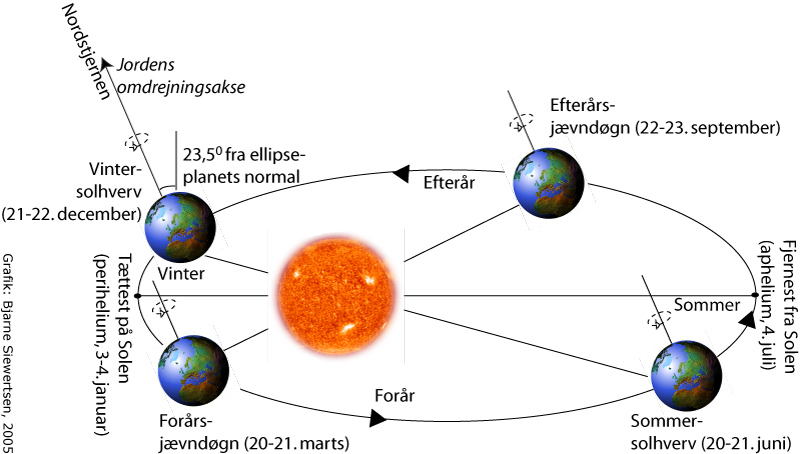 Nordstjernen
Jordens
omdrejningsakse
23,5⁰ fra ellipse-
planets normal
Vinter-
solhverv
(21-22. december)
Efterårs-
jævndøgn (22-23. september)
Efterår
Vinter
Tættest på Solen
(perihelium, 3-4. januar)
Sommer
Fjernest fra Solen
(aphelium, 4. juli)
Forår
Forårs-
jævndøgn (20-21. marts)
Sommer-
solhverv (20-21. juni)
Grafik: Bjarne Siewertsen, 2005